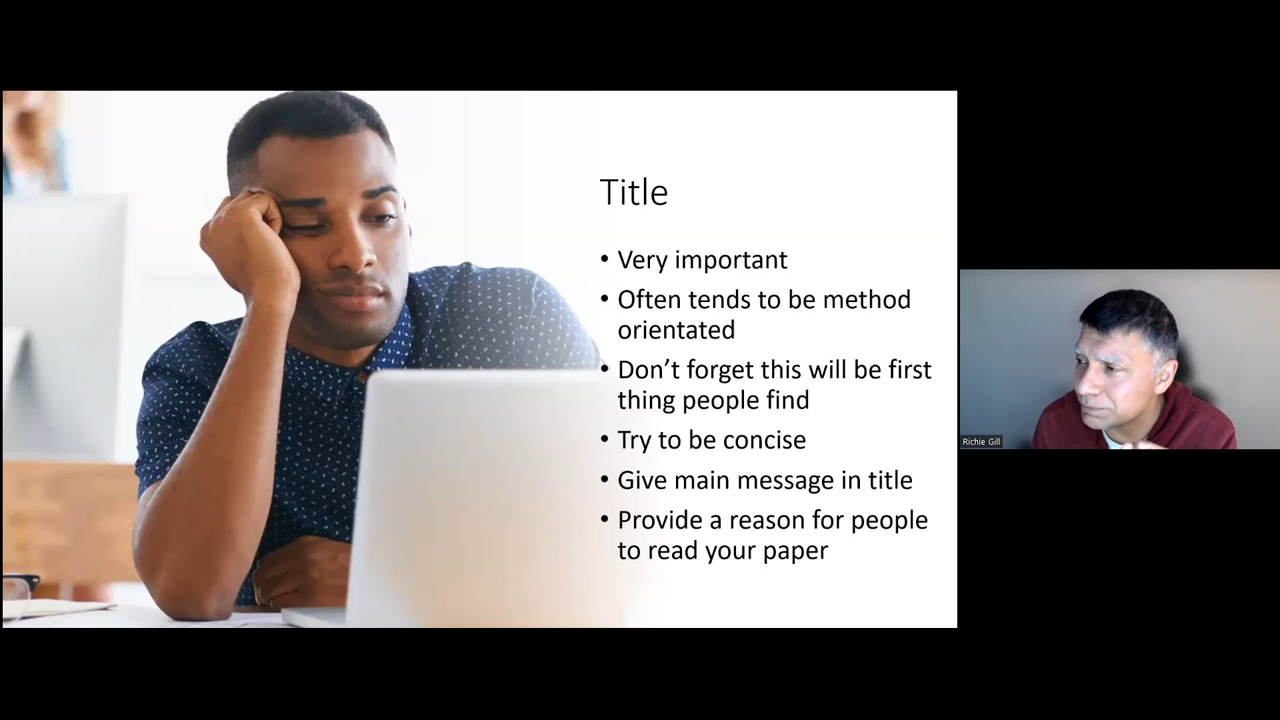 Title
• Very important
• Often tends to be method
orientated
• Don’t forget this will be first
thing people find
• Try to be concise
• Give main message in title
• Provide a reason for people
to read your paper
Richie Gill